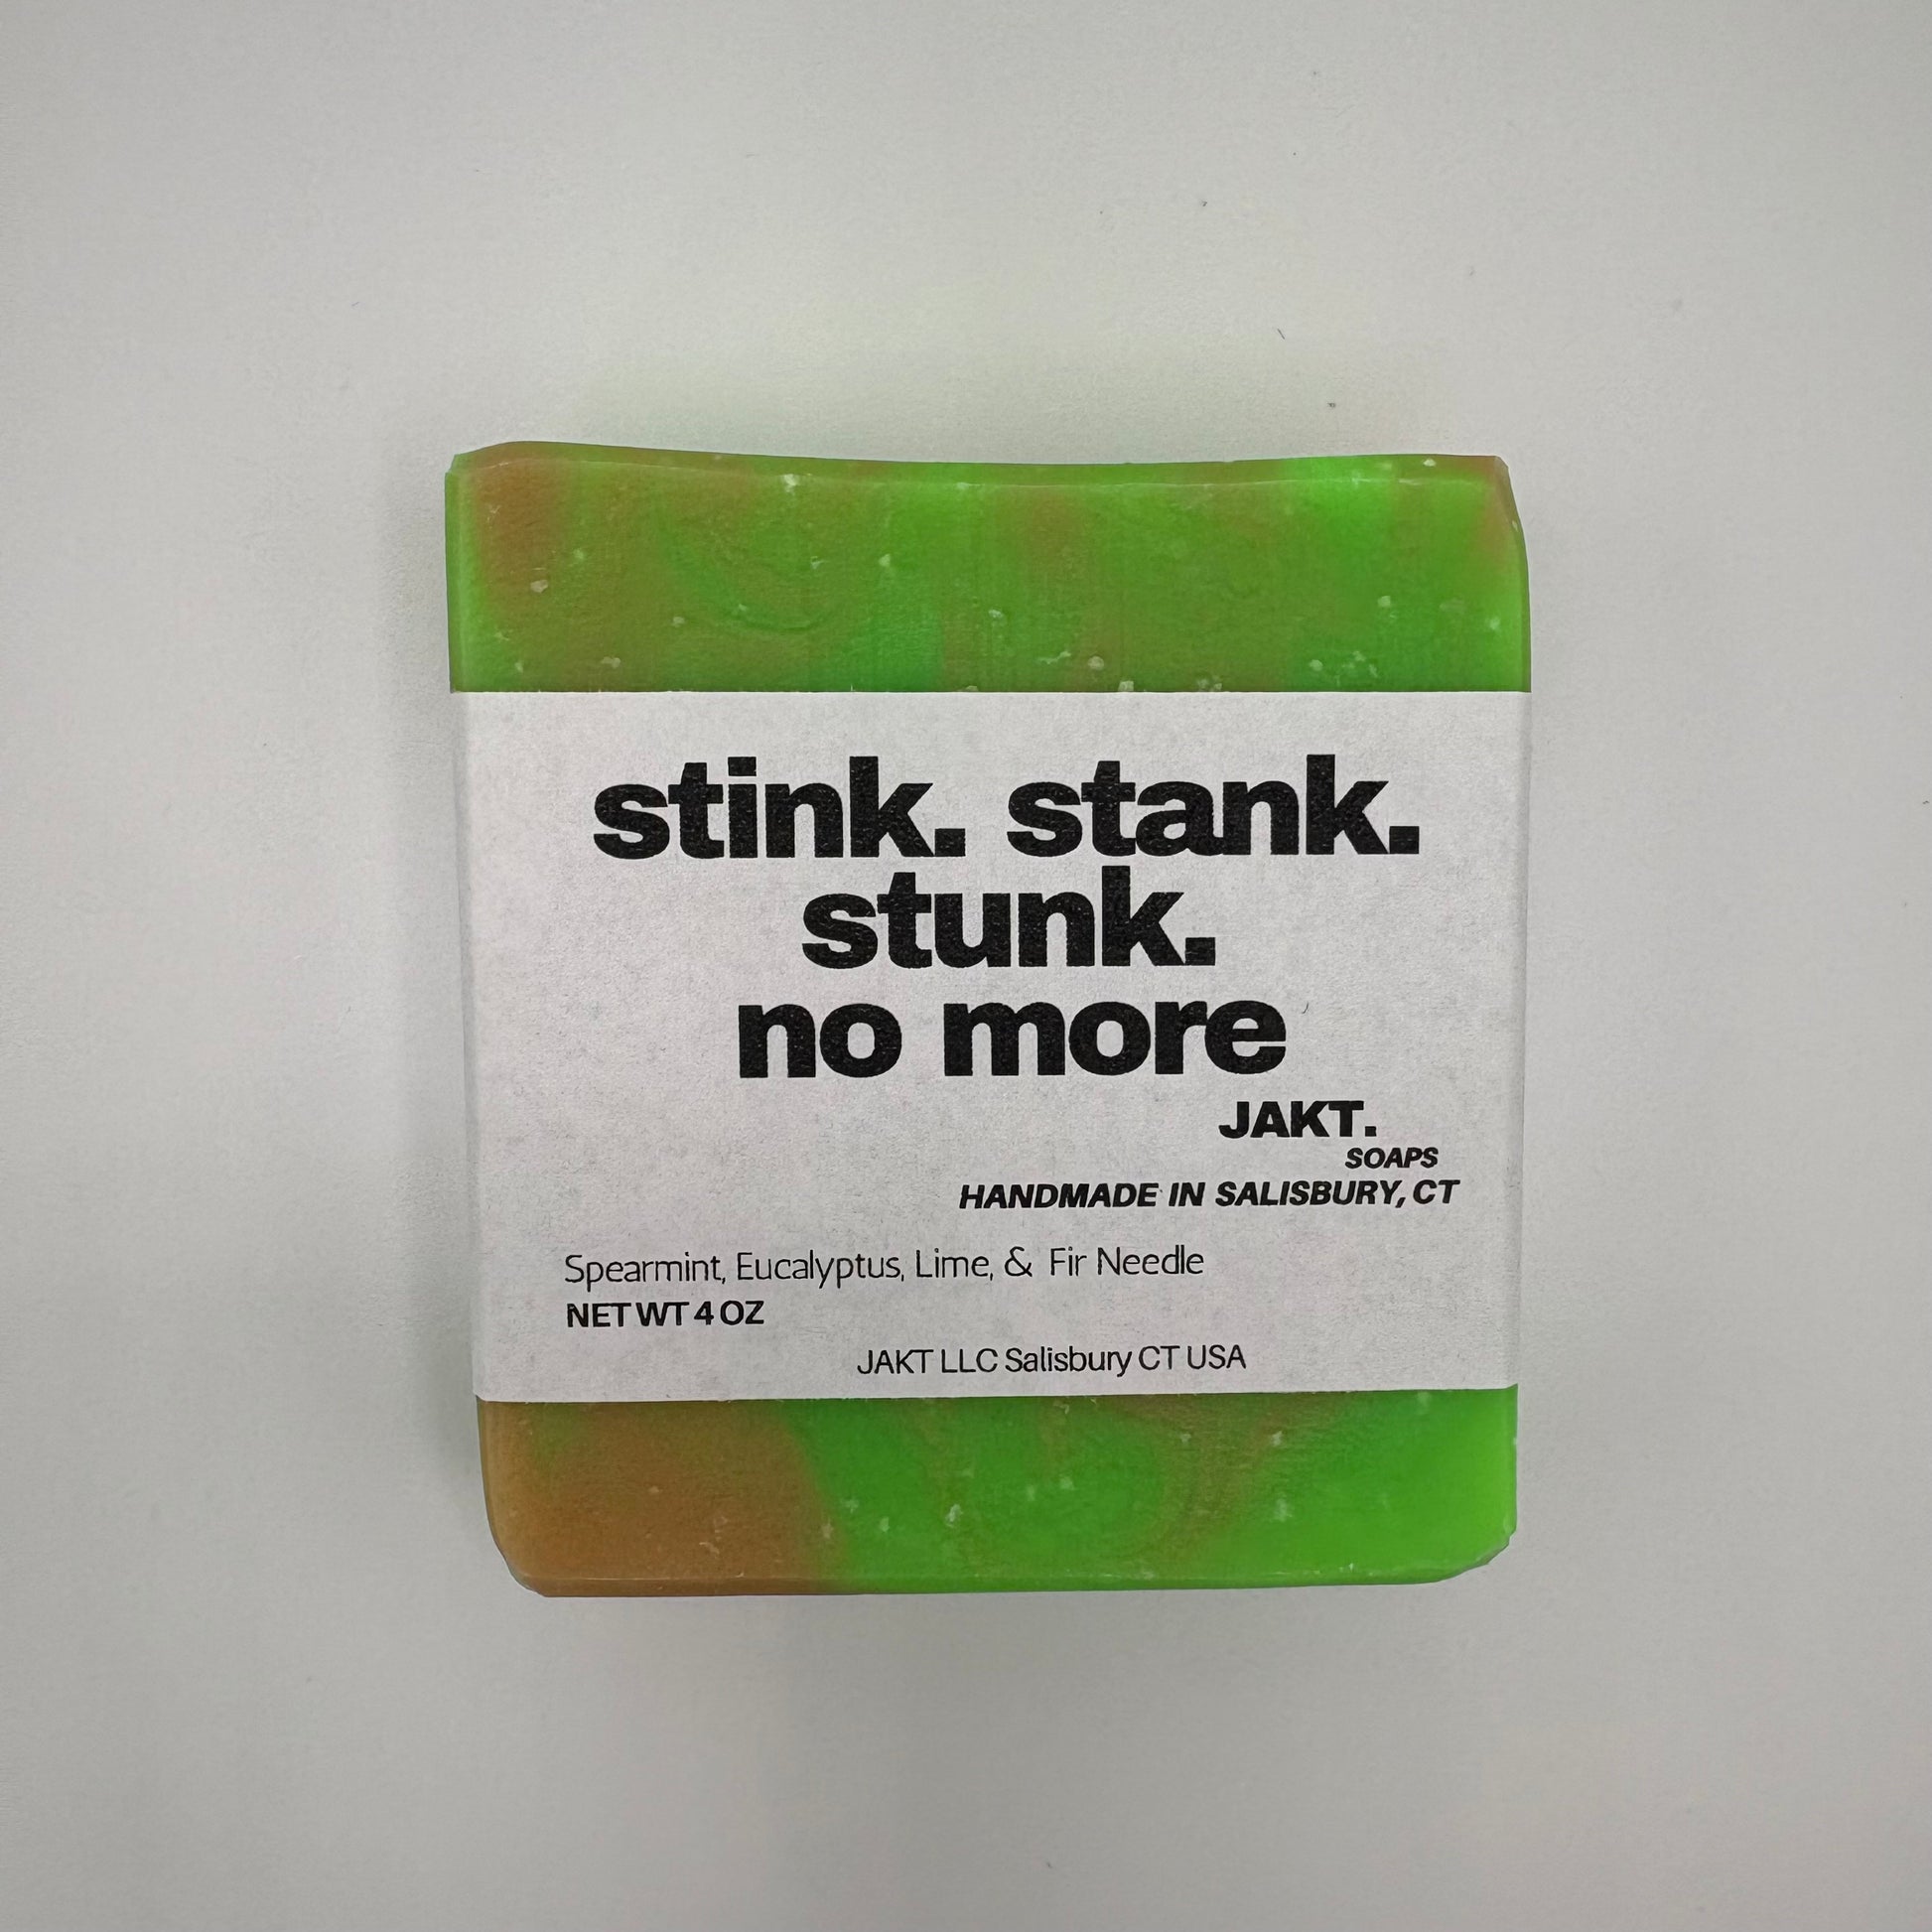 stink. stank.
stunk.
no more
JAKT.
SOAPS
HANDMADE IN SALISBURY, CT
Spearmint, Eucalyptus, Lime, & Fir Needle
NET WT 4 OZ
JAKT LLC Salisbury CT USA